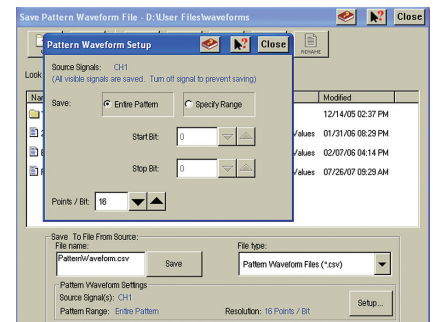 Save Pattern Waveform File - D:\User Files\waveforms
Close
Pattern Waveform Setup
Close
RENAME
Source Signals: CH1
(All visible signals are saved. Turn off signal to prevent saving)
Look
Save: Entire Pattern Specify Range
Modified
12/14/05 02:37 PM
Start Bit: 0
Values 01/31/06 08:29 PM
Values 02/07/06 04:14 PM
Stop Bit: 0
Values 07/26/07 09:29 AM
Points / Bit: 16
Save To File From Source:
File name:
File type:
PatternWaveform.csv
Save
Pattern Waveform Files (*.csv)
Pattern Waveform Settings
Source Signal(s): CH1
Setup...
Pattern Range: Entire Pattern
Resolution: 16 Points / Bit